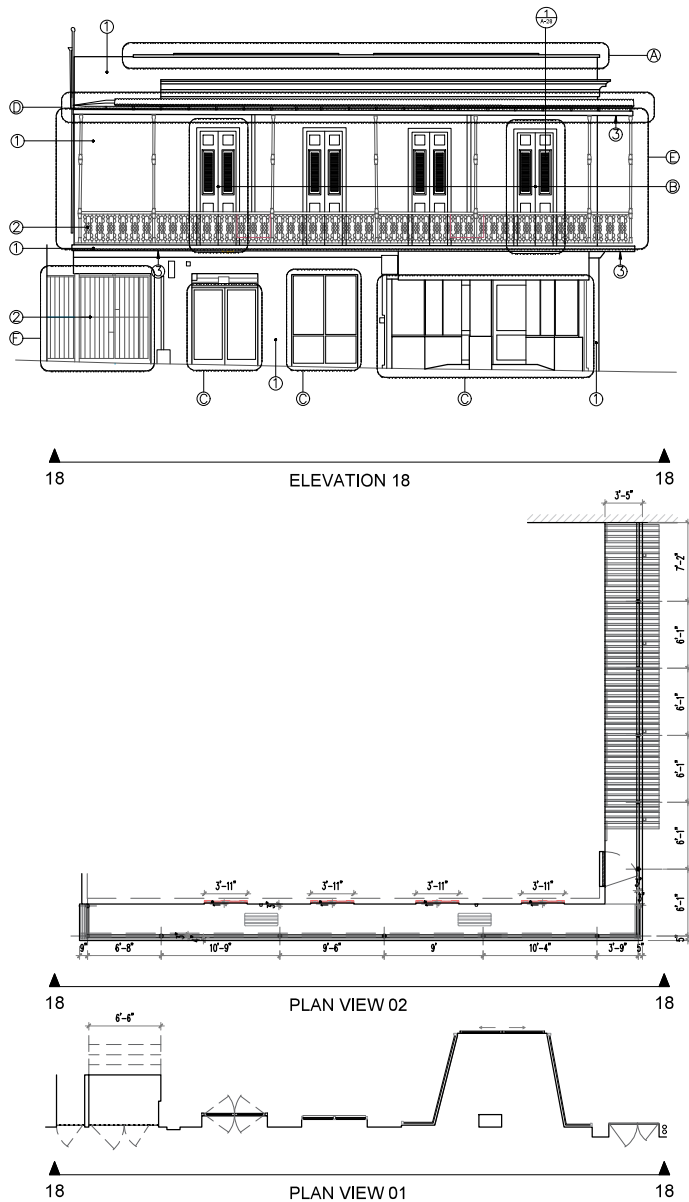 1
1
A-28
A
D
3
1
E
B
2
1
3
3
2
F
C
1
C
C
1
18 ELEVATION 18 18
3'-5"
7'-2"
6'-1"
6'-1"
6'-1"
6'-1"
6'-1"
5"
3'-11" 3'-11" 3'-11" 3'-11"
9" 6'-8" 10'-9" 9'-6" 9' 10'-4" 3'-9" 5"
18 PLAN VIEW 02 18
6'-6"
18 PLAN VIEW 01 18